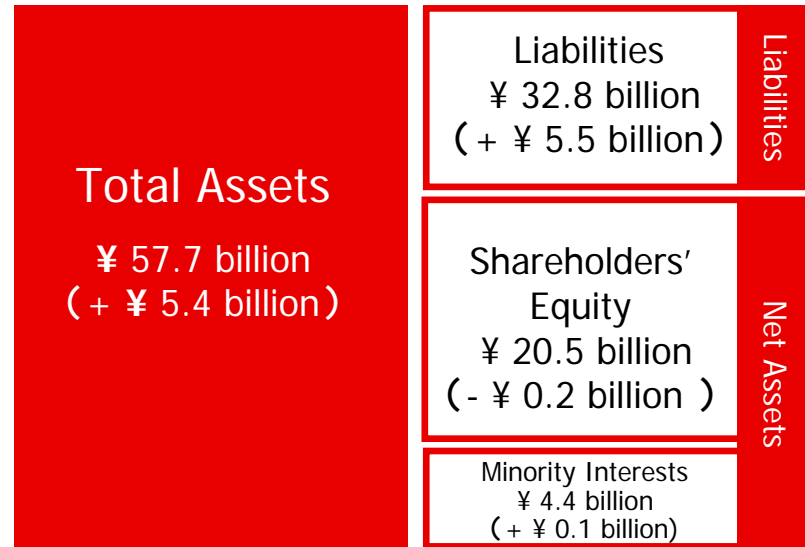 Total Assets
¥ 57.7 billion
(+ ¥ 5.4 billion)
Liabilities
¥ 32.8 billion
(+ ¥ 5.5 billion)
Liabilities
Shareholders'
Equity
¥ 20.5 billion
(- ¥ 0.2 billion )
Minority Interests
¥ 4.4 billion
(+ ¥ 0.1 billion)
Net Assets